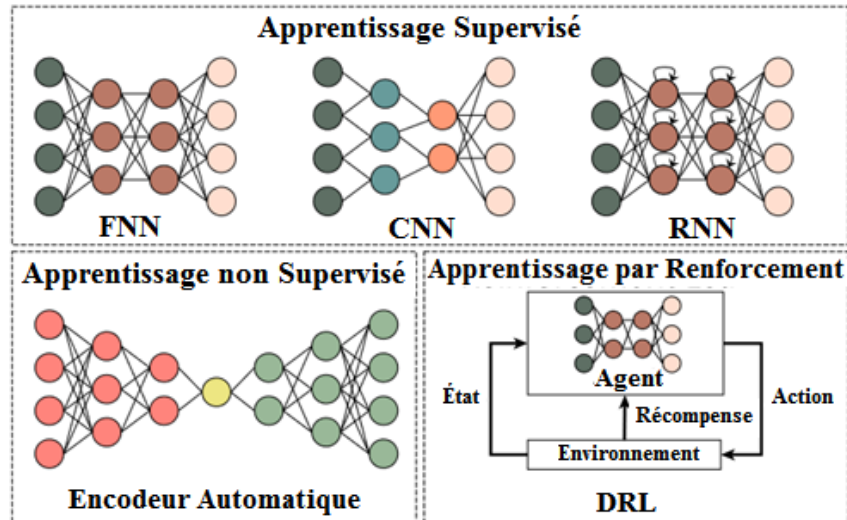 Apprentissage Supervisé
FNN
CNN
RNN
Apprentissage non Supervisé
Encodeur Automatique
Apprentissage par Renforcement
Agent
État
Action
Récompense
Environnement
DRL